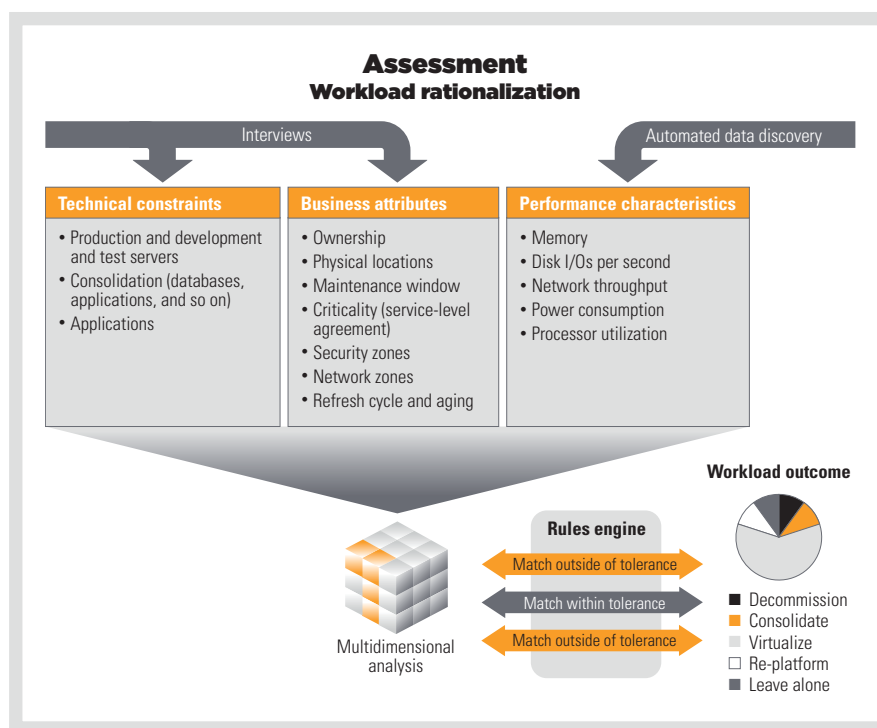 Assessment
Workload rationalization
Interviews
Automated data discovery
Technical constraints
• Production and development
and test servers
• Consolidation (databases,
applications, and so on)
• Applications
Business attributes
• Ownership
• Physical locations
• Maintenance window
• Criticality (service-level
agreement)
• Security zones
• Network zones
• Refresh cycle and aging
Performance characteristics
• Memory
• Disk I/Os per second
• Network throughput
• Power consumption
• Processor utilization
Multidimensional
analysis
Rules engine
Match outside of tolerance
Match within tolerance
Match outside of tolerance
Workload outcome
Decommission
Consolidate
Virtualize
Re-platform
Leave alone